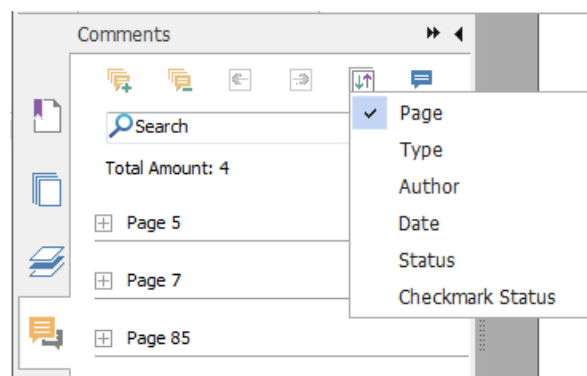 Comments
Search
Total Amount: 4
Page 5
Page 7
Page 85
Page
Type
Author
Date
Status
Checkmark Status